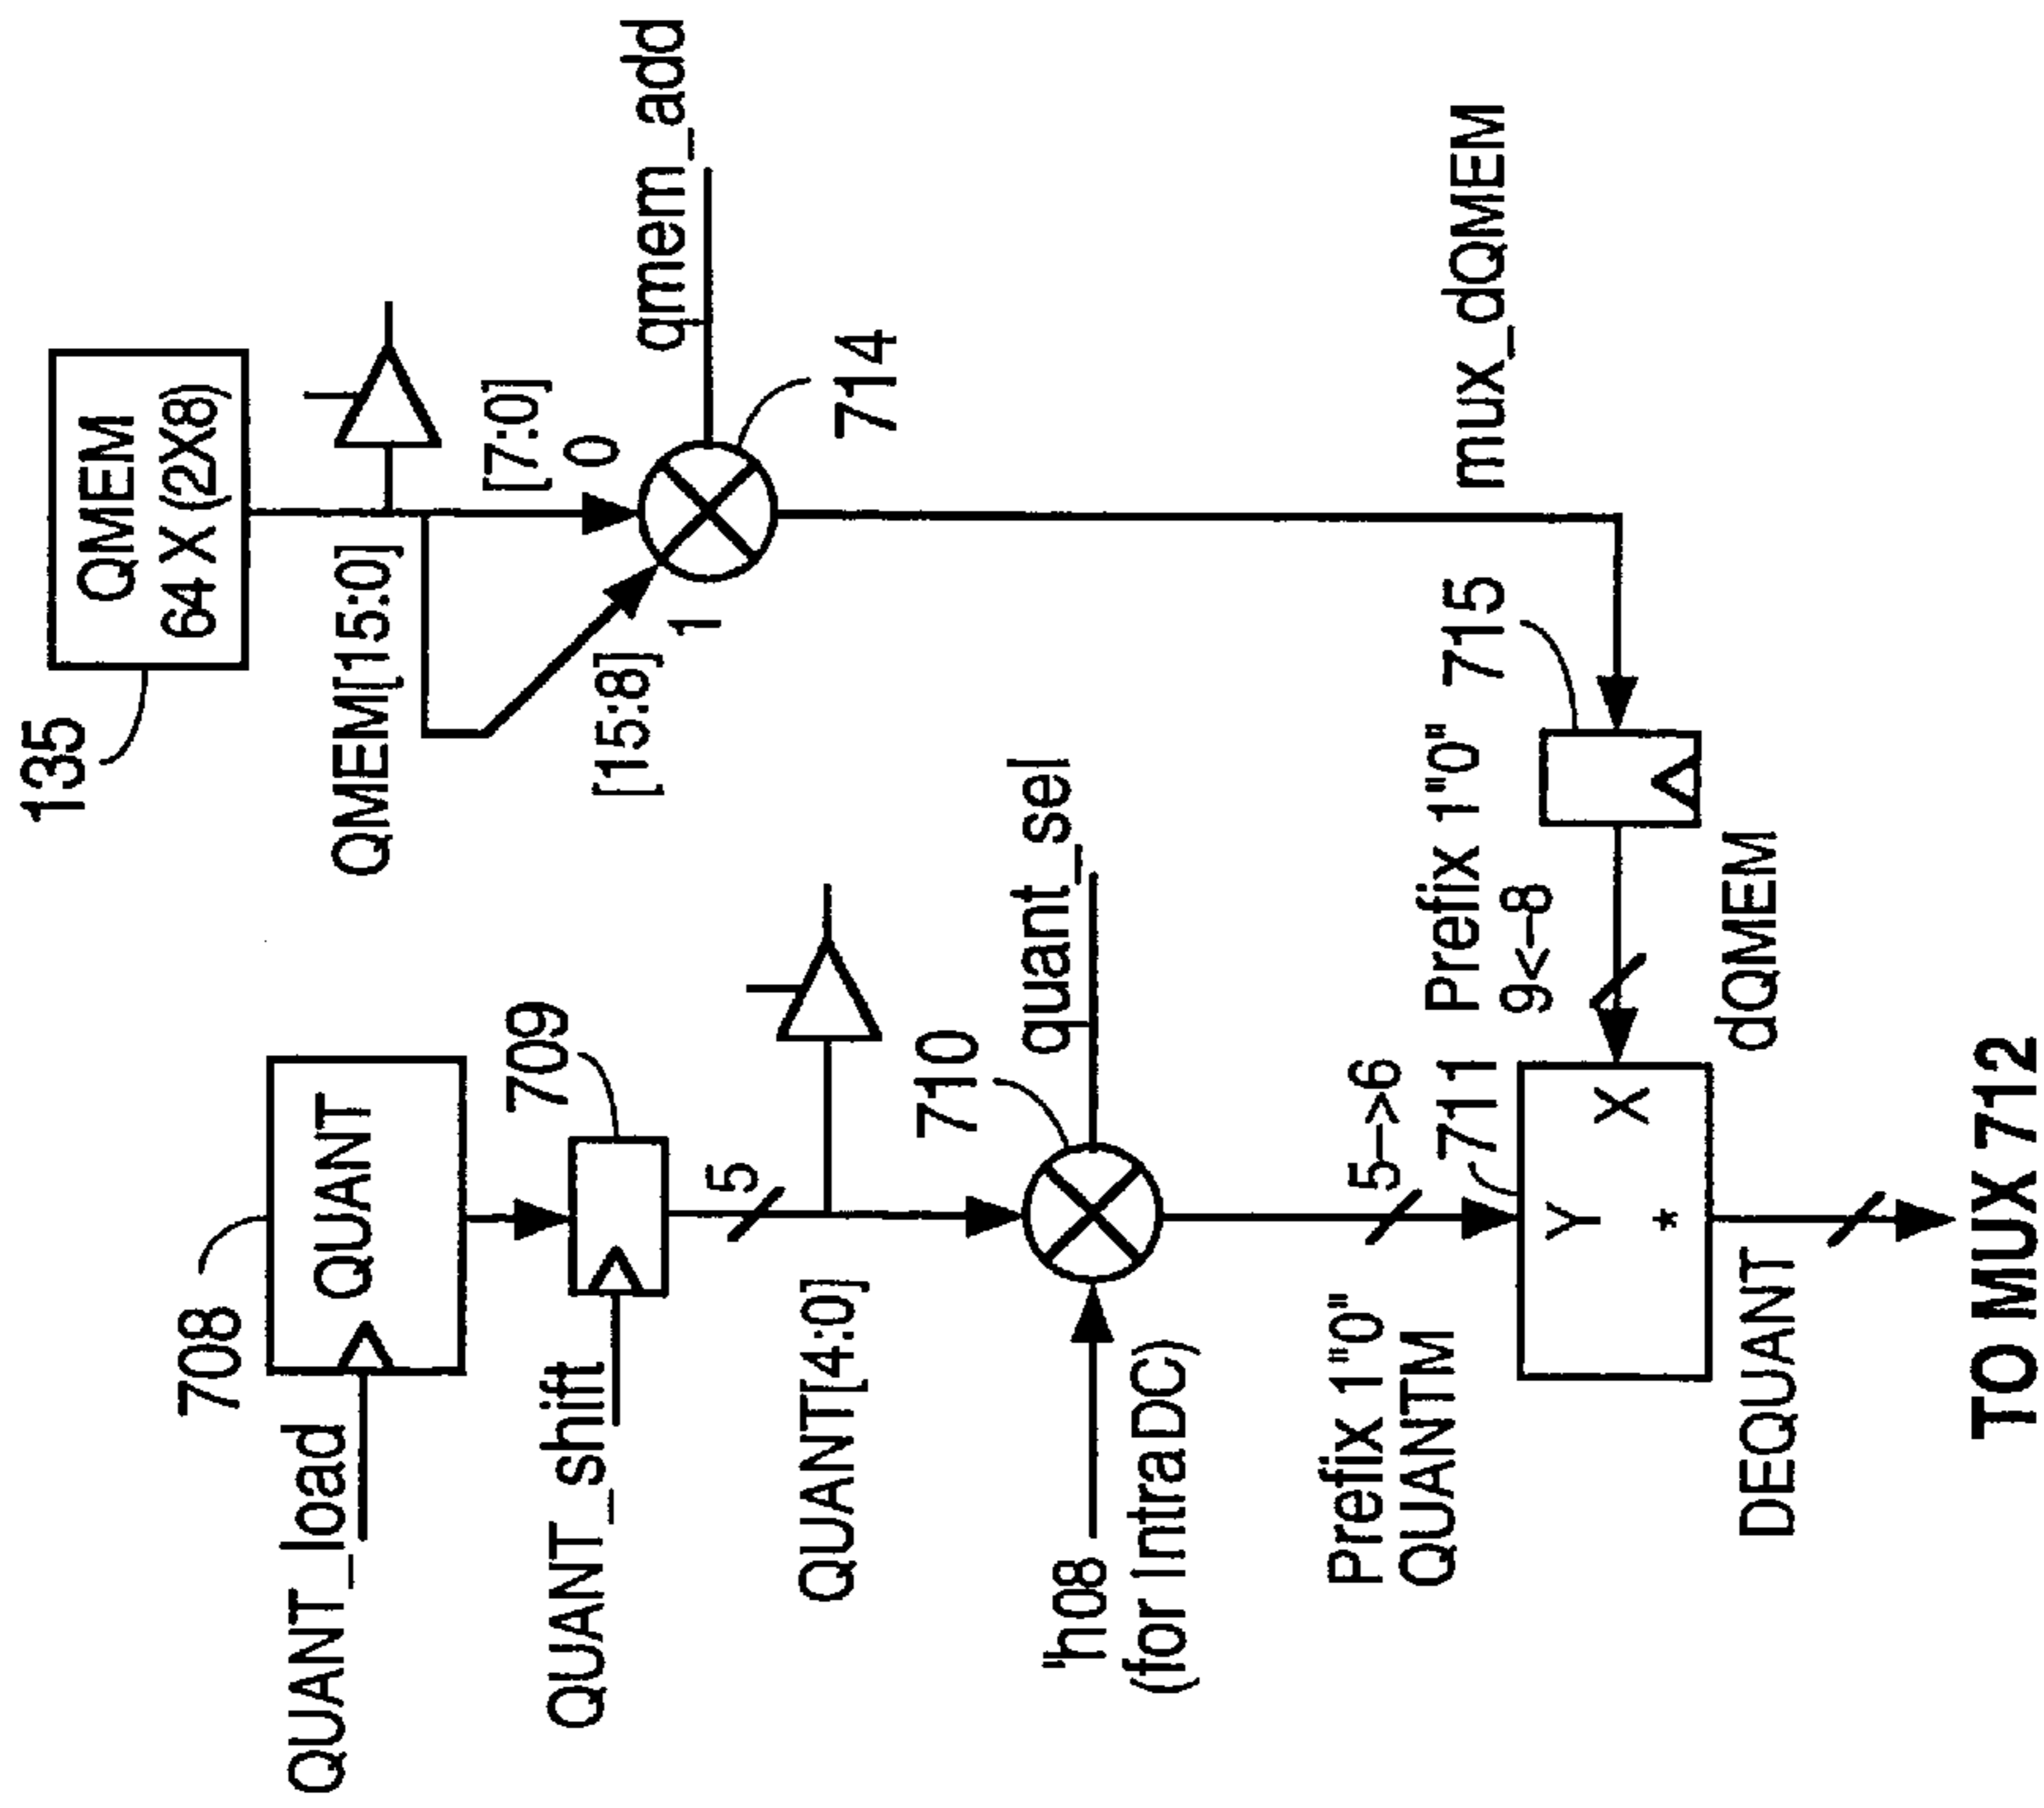 135
QMEM
64 X (2X8)
QMEM[15:0]
[7:0]
0
[15:8]
1
qmem_add
714
mux_dQMEM
715
708
QUANT
QUANT_load
709
QUANT_shift
5
QUANT[4:0]
710
quant_sel
'h08
(for IntraDC)
Prefix 1"0"
QUANTM
5->6
711
Prefix 1"0"
9<-8
dQMEM
Y
X
*
DEQUANT
TO MUX 712